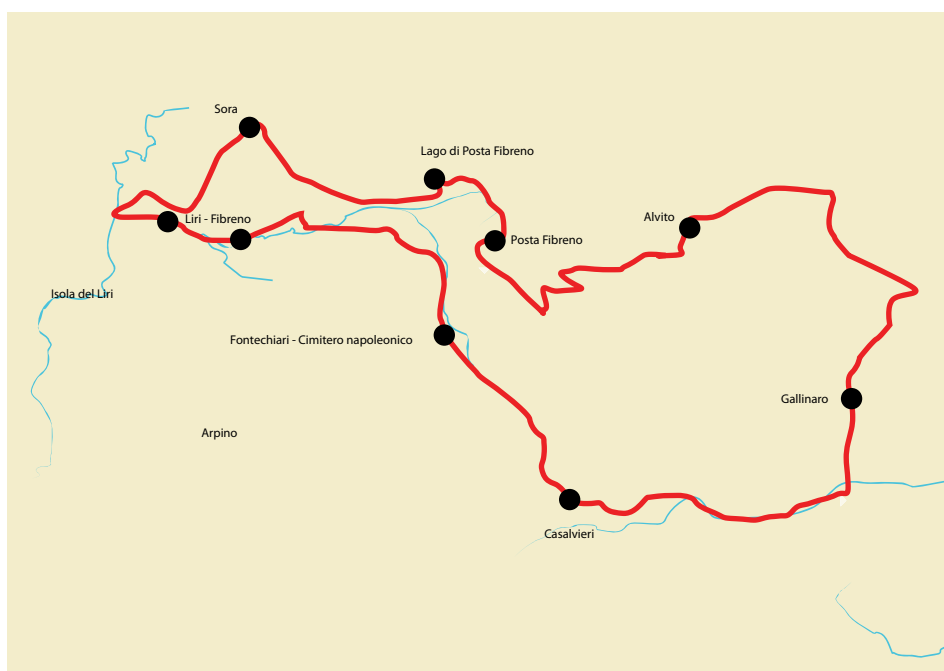 Sora
Lago di Posta Fibreno
Liri - Fibreno
Alvito
Posta Fibreno
Isola del Liri
Fontechiari - Cimitero napoleonico
Gallinaro
Arpino
Casalvieri